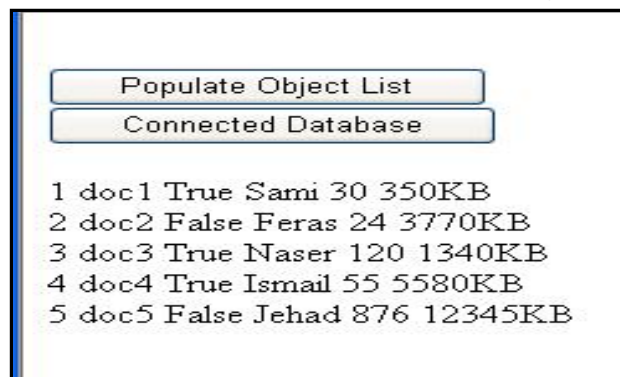 Populate Object List
Connected Database
1 doc1 True Sami 30 350KB
2 doc2 False Feras 24 3770KB
3 doc3 True Naser 120 1340KB
4 doc4 True Ismail 55 5580KB
5 doc5 False Jehad 876 12345KB